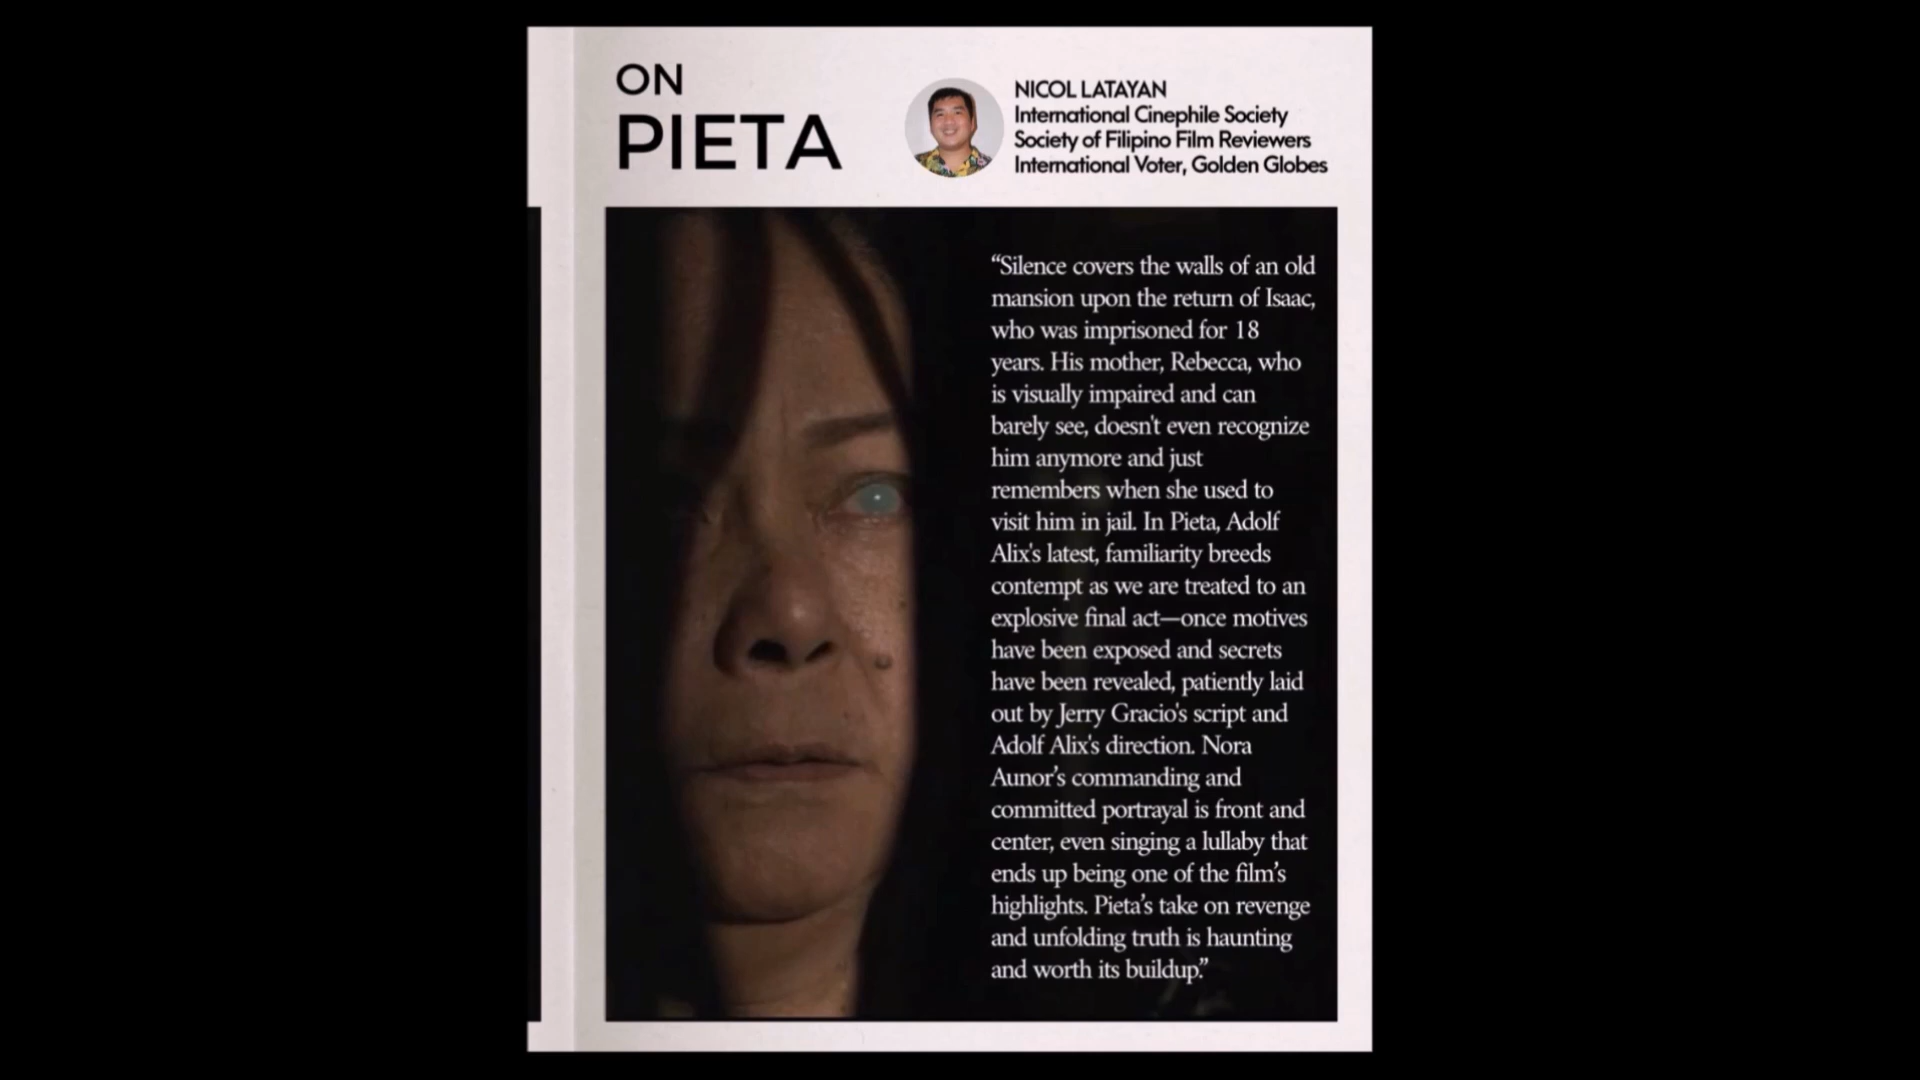 ON
PIETA
NICOL LATAYAN
International Cinephile Society
Society of Filipino Film Reviewers
International Voter, Golden Globes
“Silence covers the walls of an old
mansion upon the return of Isaac,
who was imprisoned for 18
years. His mother, Rebecca, who
is visually impaired and can
barely see, doesn't even recognize
him anymore and just
remembers when she used to
visit him in jail. In Pieta, Adolf
Alix's latest, familiarity breeds
contempt as we are treated to an
explosive final act—once motives
have been exposed and secrets
have been revealed, patiently laid
out by Jerry Gracio's script and
Adolf Alix's direction. Nora
Aunor’s commanding and
committed portrayal is front and
center, even singing a lullaby that
ends up being one of the film’s
highlights. Pieta’s take on revenge
and unfolding truth is haunting
and worth its buildup.”